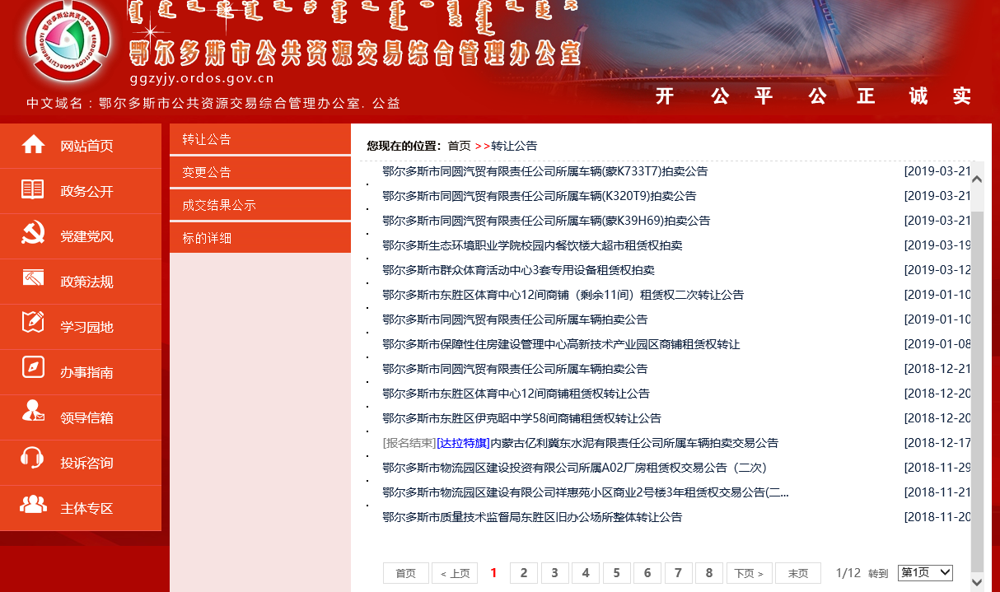 鄂尔多斯市公共资源交易综合管理办公室
ggzyjy.ordos.gov.cn
中文域名：鄂尔多斯市公共资源交易综合管理办公室. 公益
开 公 平 公 正 诚 实
网站首页
政务公开
党建党风
政策法规
学习园地
办事指南
领导信箱
投诉咨询
主体专区
转让公告
变更公告
成交结果公示
标的详细
您现在的位置：首页 >>转让公告
鄂尔多斯市同圆汽贸有限责任公司所属车辆(蒙K733T7)拍卖公告 [2019-03-21
鄂尔多斯市同圆汽贸有限责任公司所属车辆(K320T9)拍卖公告 [2019-03-21
鄂尔多斯市同圆汽贸有限责任公司所属车辆(蒙K39H69)拍卖公告 [2019-03-21
鄂尔多斯生态环境职业学院校园内餐饮楼大超市租赁权拍卖 [2019-03-19
鄂尔多斯市群众体育活动中心3套专用设备租赁权拍卖 [2019-03-12
鄂尔多斯市东胜区体育中心12间商铺（剩余11间）租赁权二次转让公告 [2019-01-10
鄂尔多斯市同圆汽贸有限责任公司所属车辆拍卖公告 [2019-01-10
鄂尔多斯市保障性住房建设管理中心高新技术产业园区商铺租赁权转让 [2019-01-08
鄂尔多斯市同圆汽贸有限责任公司所属车辆拍卖公告 [2018-12-21
鄂尔多斯市东胜区体育中心12间商铺租赁权转让公告 [2018-12-20
鄂尔多斯市东胜区伊克昭中学58间商铺租赁权转让公告 [2018-12-20
[报名结束][达拉特旗]内蒙古亿利冀东水泥有限责任公司所属车辆拍卖交易公告 [2018-12-17
鄂尔多斯市物流园区建设投资有限公司所属A02厂房租赁权交易公告（二次） [2018-11-29
鄂尔多斯市物流园区建设有限公司祥惠苑小区商业2号楼3年租赁权交易公告(二... [2018-11-21
鄂尔多斯市质量技术监督局东胜区旧办公场所整体转让公告 [2018-11-20
首页 < 上页 1 2 3 4 5 6 7 8 下页 > 末页 1/12 转到 第1页